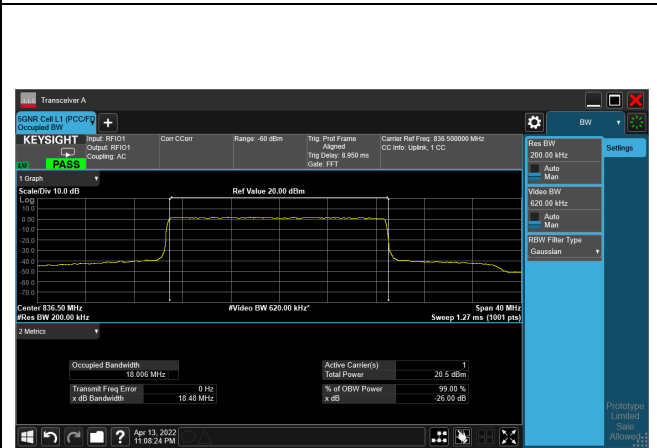 Transceiver A
5GNR Cell L1 (PCC/FD
Occupied BW
+
BW
KEYSIGHT
LXI
PASS
Input: RFIO1
Output: RFIO1
Coupling: AC
Corr CCorr
Range: -60 dBm
Trig: Prot Frame
Aligned
Trig Delay: 8.950 ms
Gate: FFT
Carrier Ref Freq: 836.500000 MHz
CC Info: Uplink, 1 CC
Res BW
200.00 kHz
Auto
Man
Video BW
620.00 kHz
Auto
Man
RBW Filter Type
Gaussian
Settings
1 Graph
Scale/Div 10.0 dB
Ref Value 20.00 dBm
Log
10.0
0.00
-10.0
-20.0
-30.0
-40.0
-50.0
-60.0
-70.0
Center 836.50 MHz
#Video BW 620.00 kHz*
Span 40 MHz
#Res BW 200.00 kHz
Sweep 1.27 ms (1001 pts)
2 Metrics
Occupied Bandwidth
18.006 MHz
Transmit Freq Error 0 Hz
x dB Bandwidth 18.48 MHz
Active Carrier(s) 1
Total Power 20.5 dBm
% of OBW Power 99.00 %
x dB -26.00 dB
Prototype
Limited
Sale
Allowed
?
Apr 13, 2022
11:08:24 PM